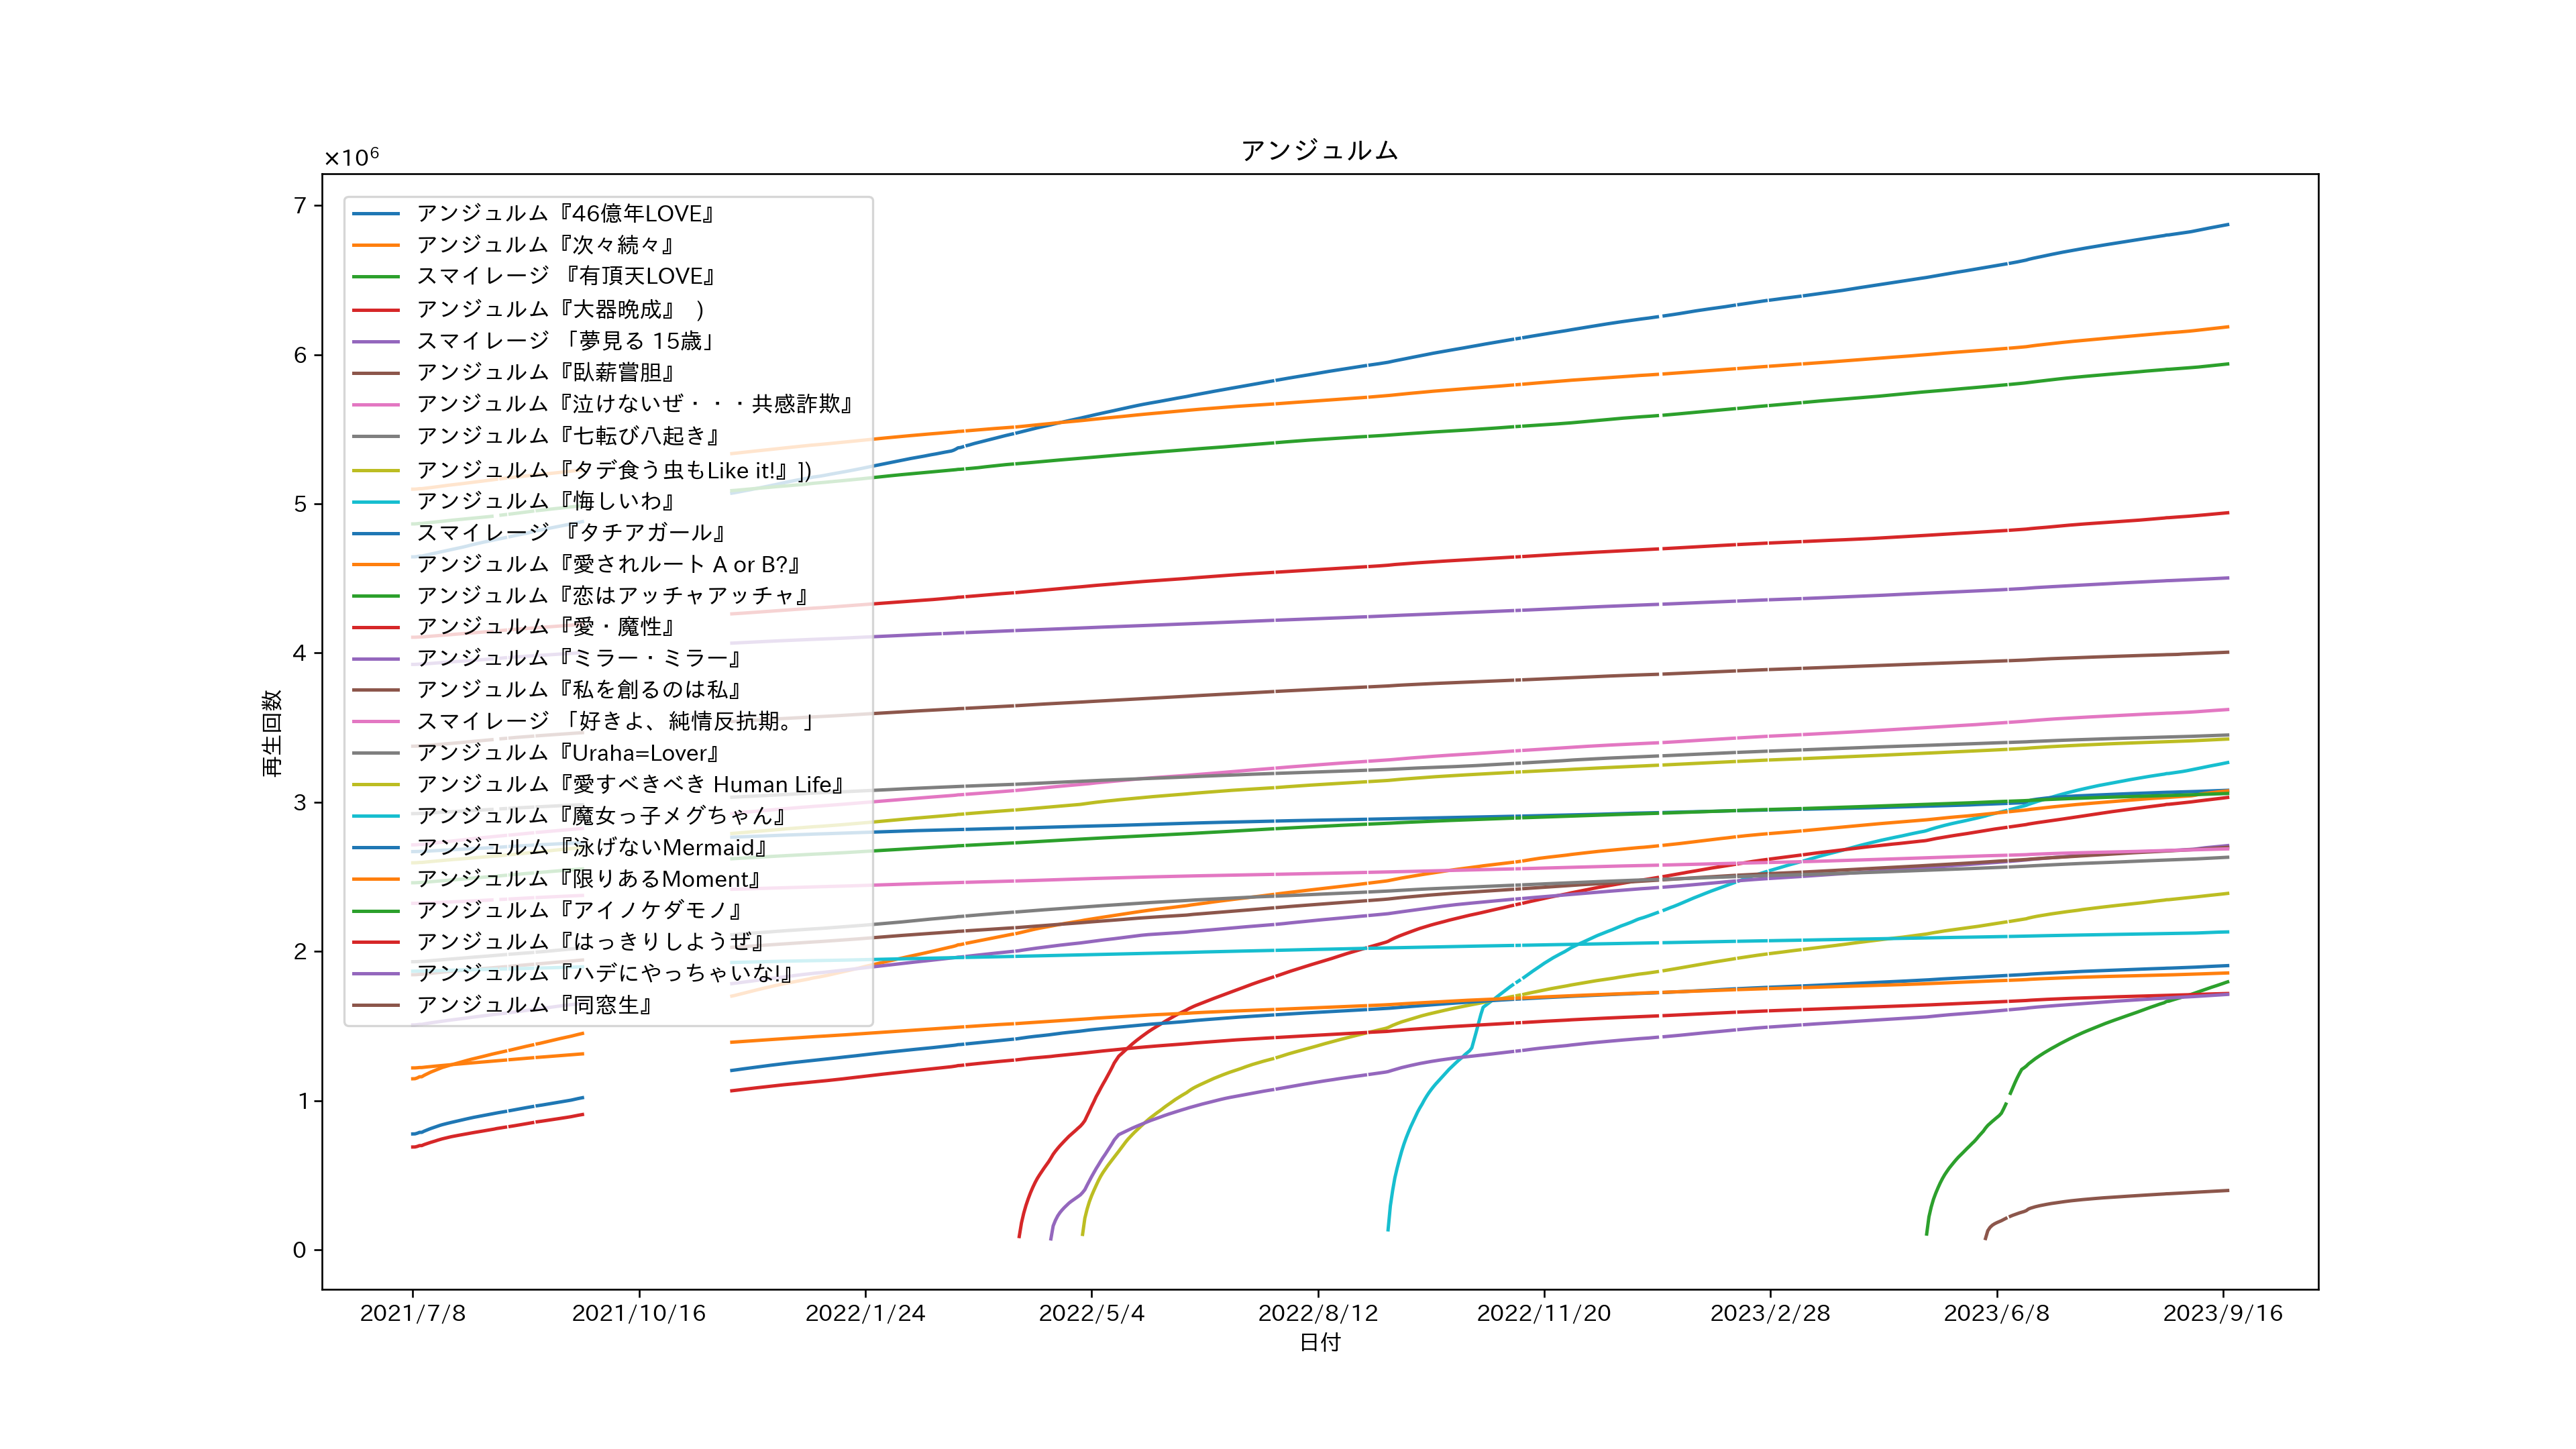 アンジュルム
×10⁶
7
6
5
4
3
2
1
0
再生回数
アンジュルム『46億年LOVE』
アンジュルム『次々続々』
スマイレージ 『有頂天LOVE』
アンジュルム『大器晩成』 )
スマイレージ 「夢見る 15歳」
アンジュルム『臥薪嘗胆』
アンジュルム『泣けないぜ・・・共感詐欺』
アンジュルム『七転び八起き』
アンジュルム『タデ食う虫もLike it!』])
アンジュルム『悔しいわ』
スマイレージ 『タチアガール』
アンジュルム『愛されルート A or B?』
アンジュルム『恋はアッチャアッチャ』
アンジュルム『愛・魔性』
アンジュルム『ミラー・ミラー』
アンジュルム『私を創るのは私』
スマイレージ 「好きよ、純情反抗期。」
アンジュルム『Uraha=Lover』
アンジュルム『愛すべきべき Human Life』
アンジュルム『魔女っ子メグちゃん』
アンジュルム『泳げないMermaid』
アンジュルム『限りあるMoment』
アンジュルム『アイノケダモノ』
アンジュルム『はっきりしようぜ』
アンジュルム『ハデにやっちゃいな!』
アンジュルム『同窓生』
2021/7/8 2021/10/16 2022/1/24 2022/5/4 2022/8/12 2022/11/20 2023/2/28 2023/6/8 2023/9/16
日付